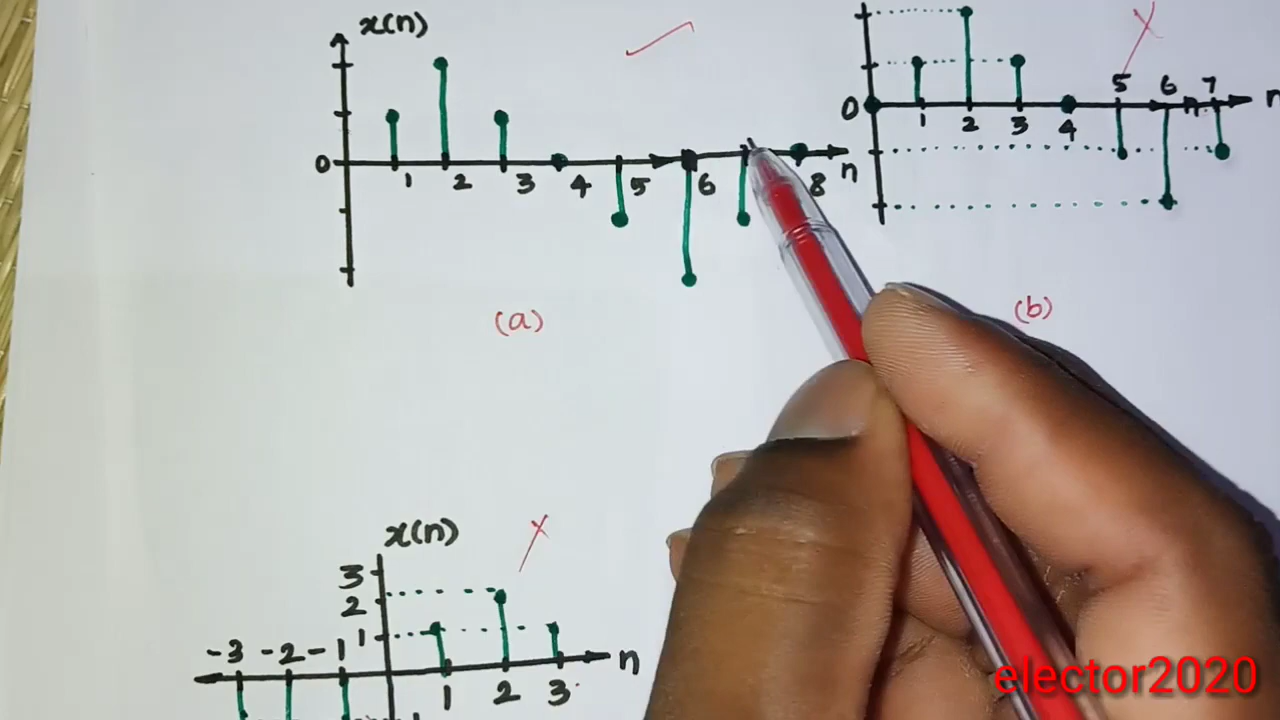 x(n)
0 1 2 3 4 5 6 8 n
(a)
0 1 2 3 4 5 6 7 n
(b)
x(n)
3
2
1
-3 -2 -1 1 2 3 n
elector2020